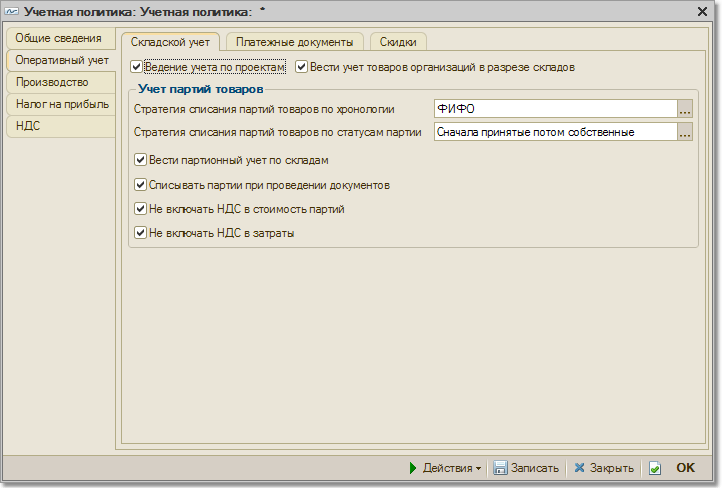 Учетная политика: Учетная политика: *
Общие сведения
Оперативный учет
Производство
Налог на прибыль
НДС
Складской учет
Платежные документы
Скидки
Ведение учета по проектам
Вести учет товаров организаций в разрезе складов
Учет партий товаров
Стратегия списания партий товаров по хронологии
ФИФО
...
Стратегия списания партий товаров по статусам партии
Сначала принятые потом собственные
...
Вести партионный учет по складам
Списывать партии при проведении документов
Не включать НДС в стоимость партий
Не включать НДС в затраты
Действия
Записать
Закрыть
OK